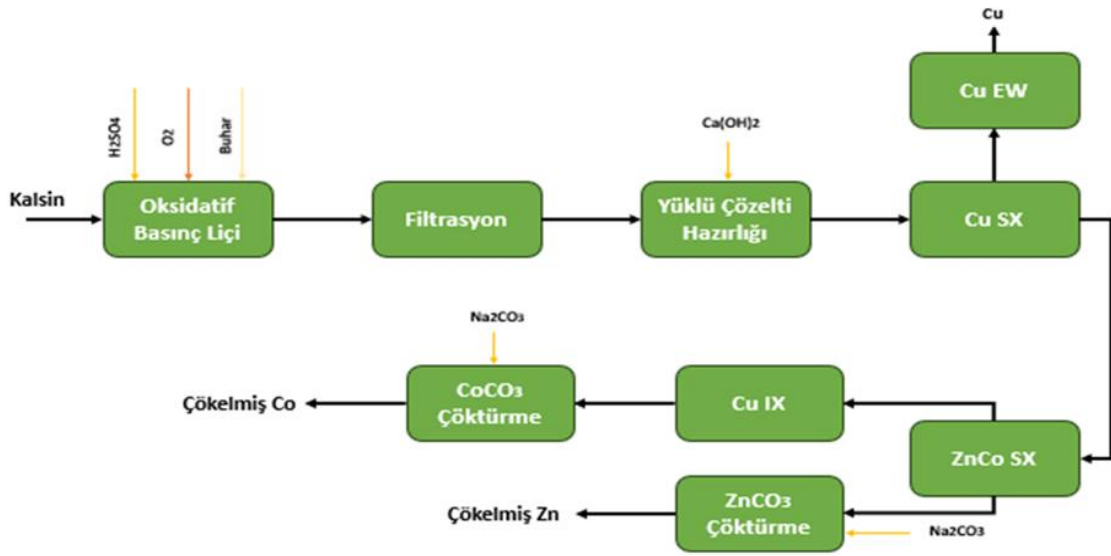 Cu
Cu EW
H2SO4
O2
Buhar
Ca(OH)2
Kalsin
Oksidatif
Basınç Liçi
Filtrasyon
Yüklü Çözelti
Hazırlığı
Cu SX
Na2CO3
Çökelmiş Co
CoCO3
Çöktürme
Cu IX
ZnCo SX
Çökelmiş Zn
ZnCO3
Çöktürme
Na2CO3